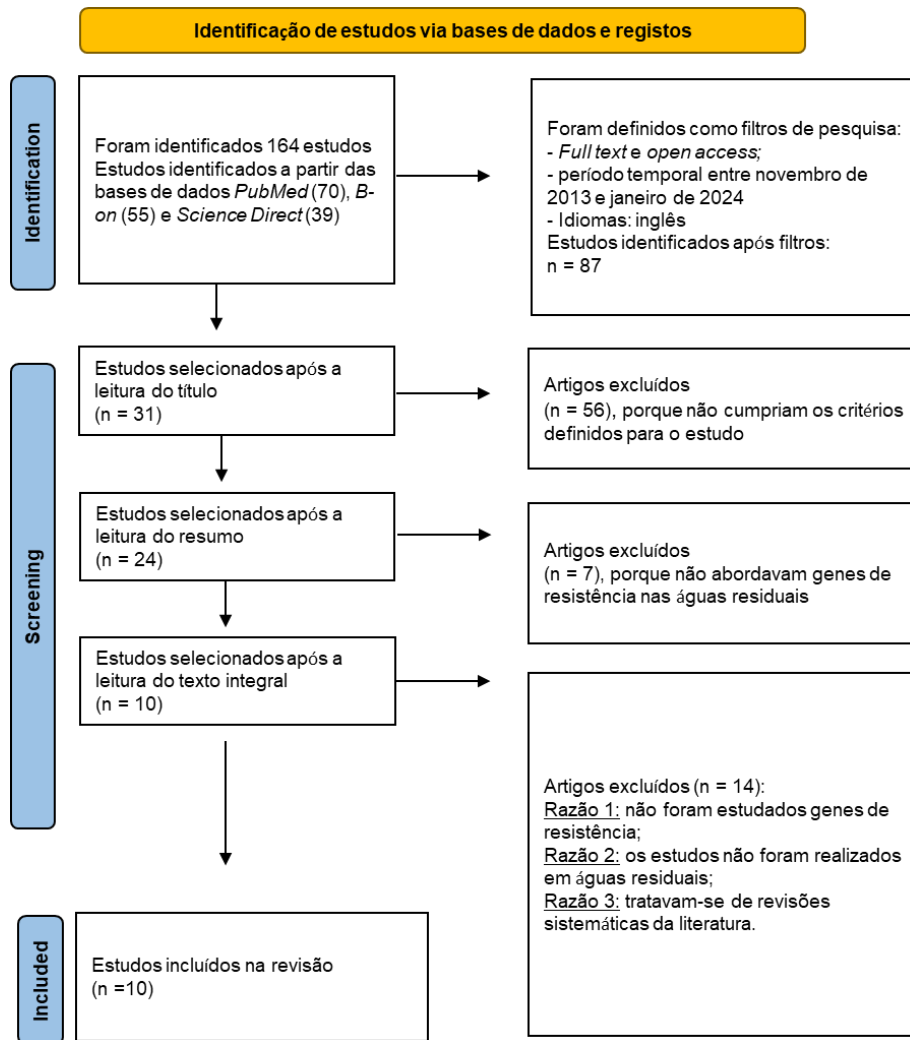 Identificação de estudos via bases de dados e registos
Identification
Foram identificados 164 estudos
Estudos identificados a partir das
bases de dados PubMed (70), B-
on (55) e Science Direct (39)
Foram definidos como filtros de pesquisa:
- Full text e open access;
- período temporal entre novembro de
2013 e janeiro de 2024
- Idiomas: inglês
Estudos identificados após filtros:
n = 87
Screening
Estudos selecionados após a
leitura do título
(n = 31)
Artigos excluídos
(n = 56), porque não cumpriam os critérios
definidos para o estudo
Estudos selecionados após a
leitura do resumo
(n = 24)
Artigos excluídos
(n = 7), porque não abordavam genes de
resistência nas águas residuais
Estudos selecionados após a
leitura do texto integral
(n = 10)
Artigos excluídos (n = 14):
Razão 1: não foram estudados genes de
resistência;
Razão 2: os estudos não foram realizados
em águas residuais;
Razão 3: tratavam-se de revisões
sistemáticas da literatura.
Included
Estudos incluídos na revisão
(n =10)